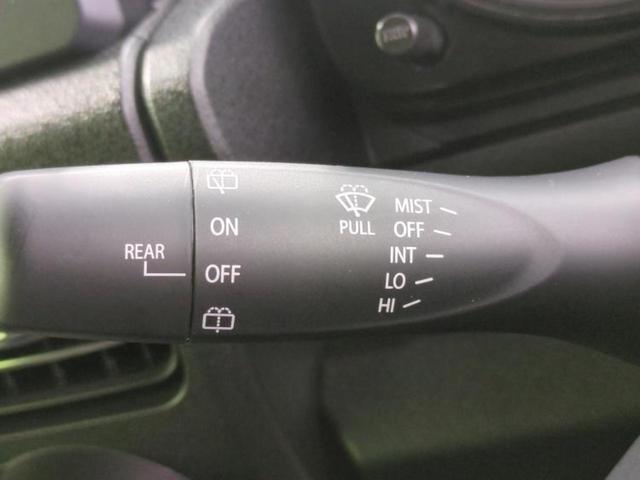 REAR
ON
OFF
PULL
MIST
OFF
INT
LO
HI